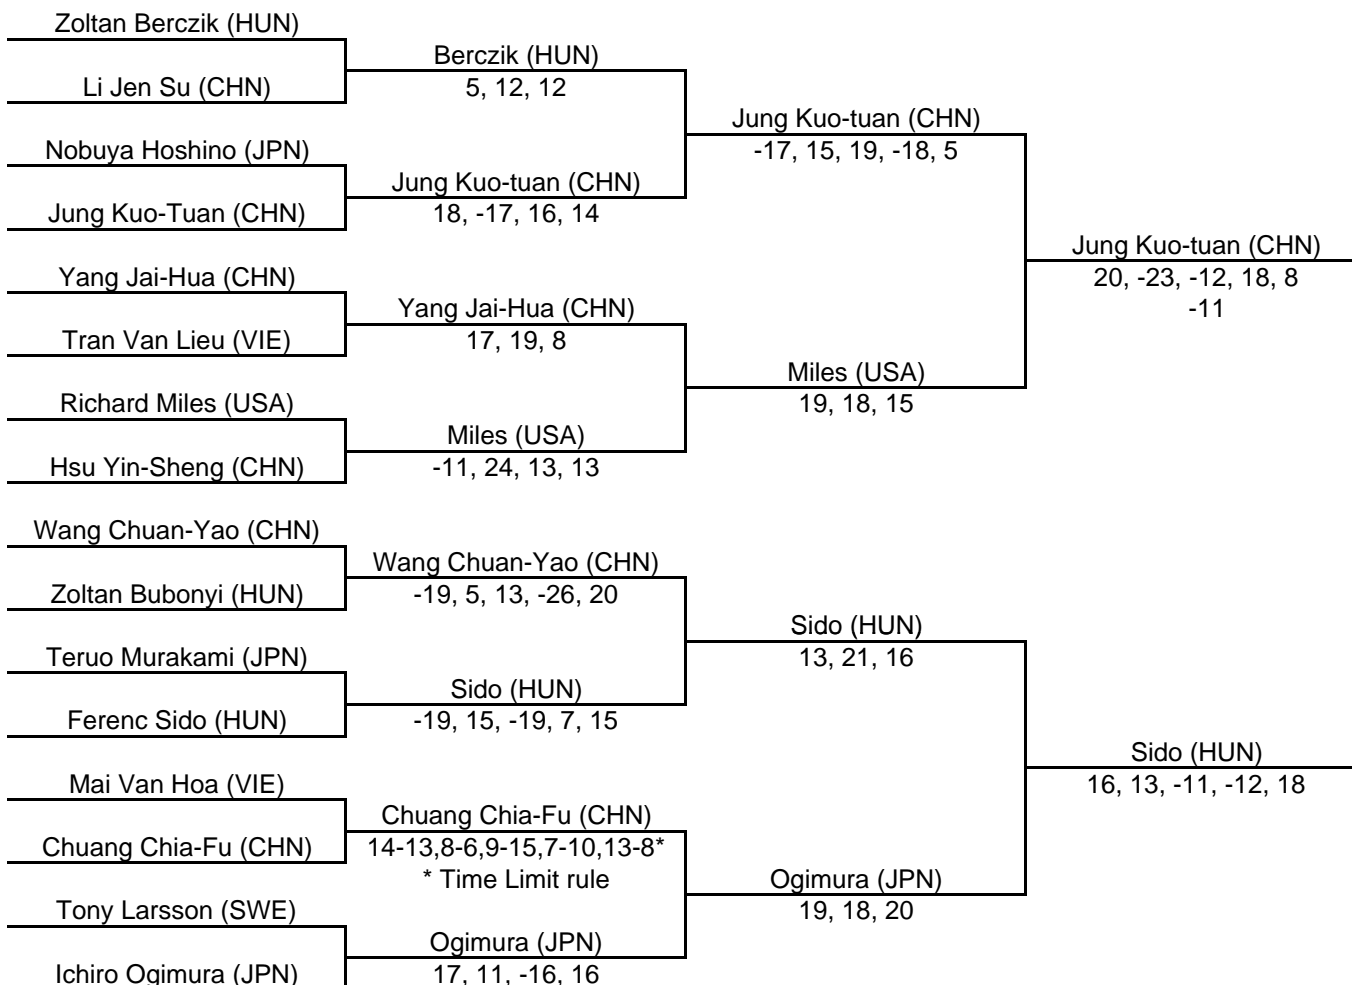 Zoltan Berczik (HUN)
Berczik (HUN)
Li Jen Su (CHN)
5, 12, 12
Jung Kuo-tuan (CHN)
Nobuya Hoshino (JPN)
-17, 15, 19, -18, 5
Jung Kuo-tuan (CHN)
Jung Kuo-Tuan (CHN)
18, -17, 16, 14
Jung Kuo-tuan (CHN)
Yang Jai-Hua (CHN)
20, -23, -12, 18, 8
Yang Jai-Hua (CHN)
-11
Tran Van Lieu (VIE)
17, 19, 8
Miles (USA)
Richard Miles (USA)
19, 18, 15
Miles (USA)
Hsu Yin-Sheng (CHN)
-11, 24, 13, 13
Wang Chuan-Yao (CHN)
Wang Chuan-Yao (CHN)
Zoltan Bubonyi (HUN)
-19, 5, 13, -26, 20
Sido (HUN)
Teruo Murakami (JPN)
13, 21, 16
Sido (HUN)
Ferenc Sido (HUN)
-19, 15, -19, 7, 15
Sido (HUN)
Mai Van Hoa (VIE)
16, 13, -11, -12, 18
Chuang Chia-Fu (CHN)
Chuang Chia-Fu (CHN)
14-13,8-6,9-15,7-10,13-8*
* Time Limit rule
Ogimura (JPN)
Tony Larsson (SWE)
19, 18, 20
Ogimura (JPN)
Ichiro Ogimura (JPN)
17, 11, -16, 16